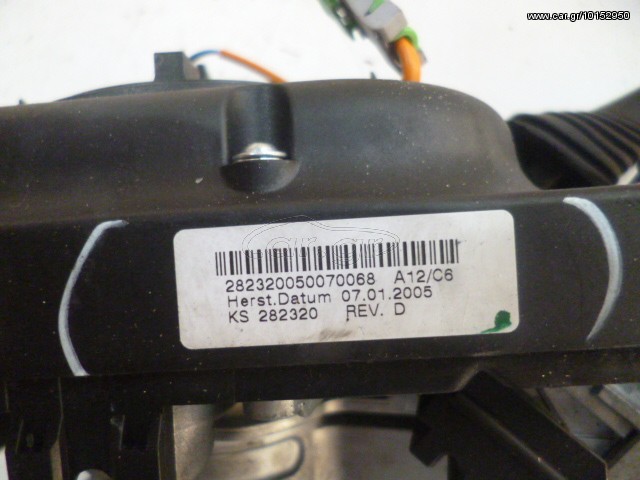 www.car.gr/10152950
282320050070068 A12/C6
Herst.Datum 07.01.2005
KS 282320 REV. D